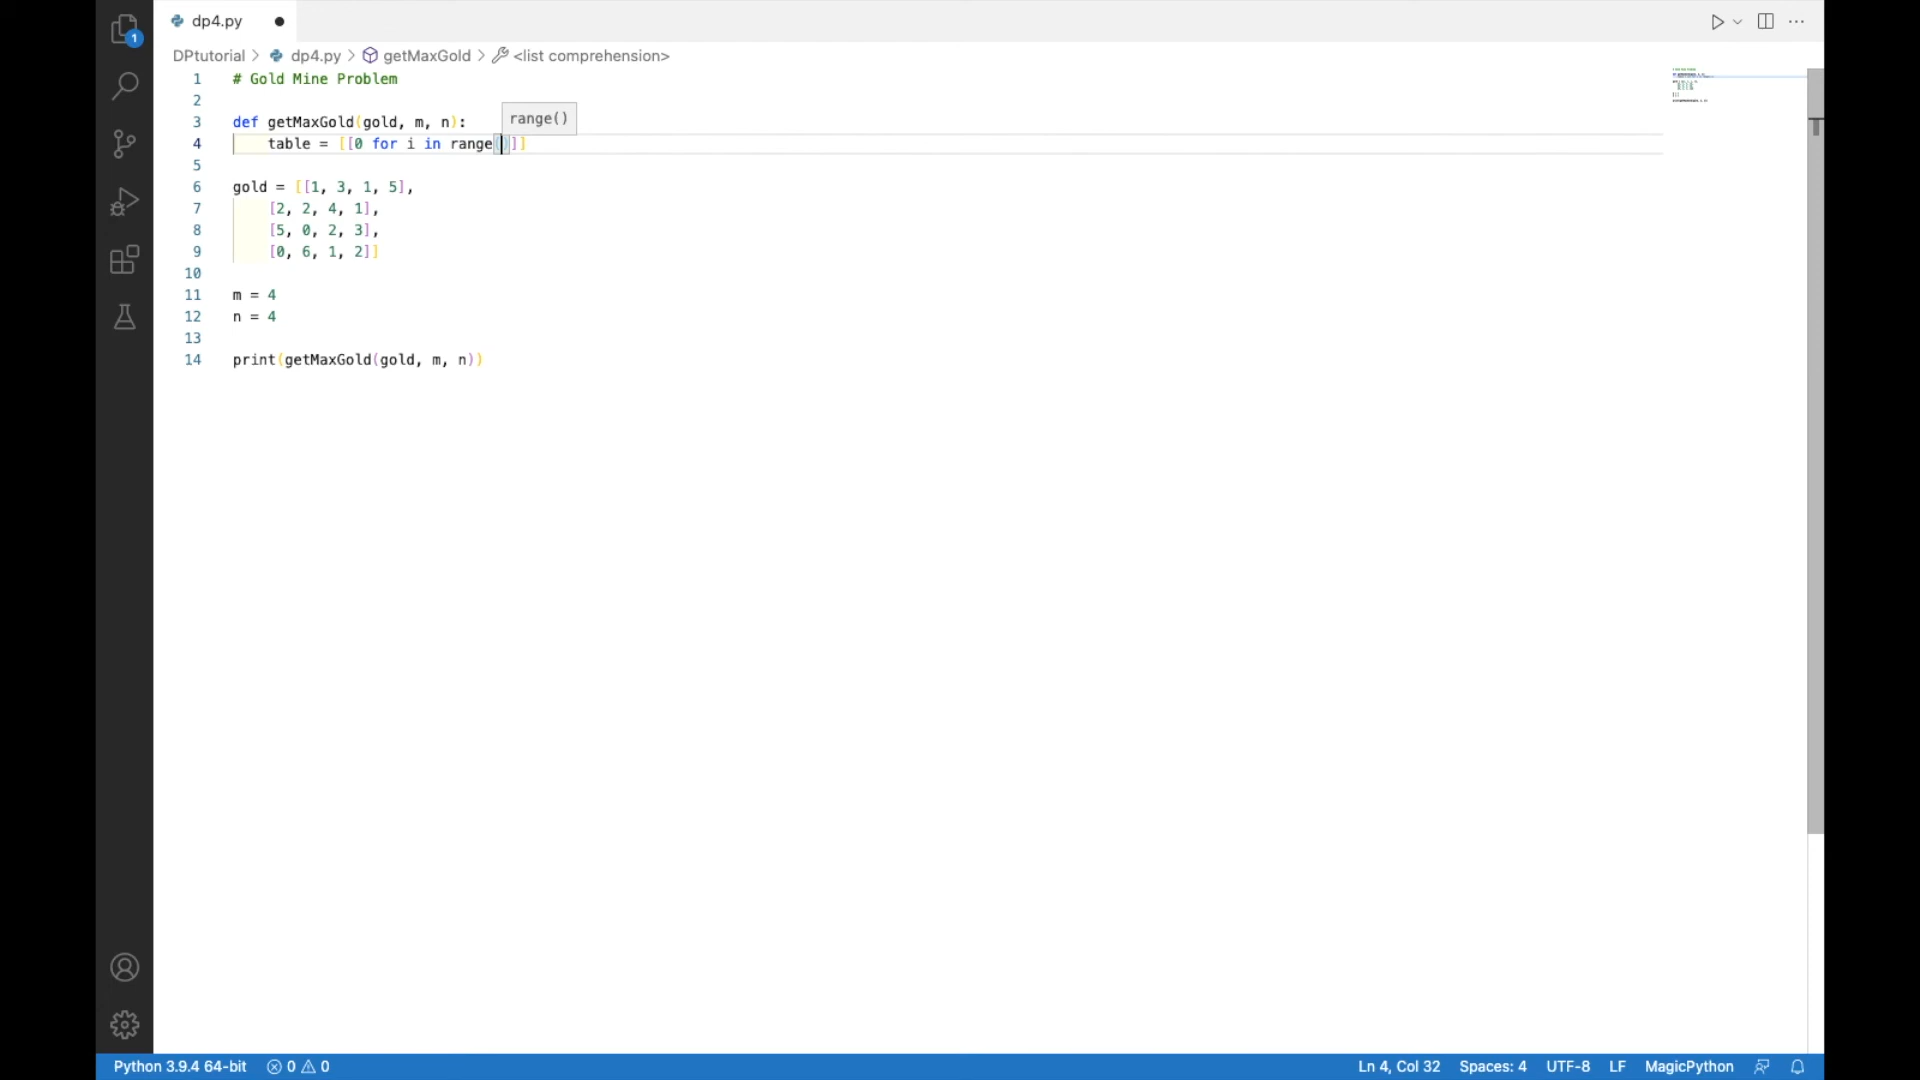 dp4.py
1
DPtutorial > dp4.py > getMaxGold > <list comprehension>
1 # Gold Mine Problem
2
range()
3 def getMaxGold(gold, m, n):
4 table = [[0 for i in range()]]
5
6 gold = [[1, 3, 1, 5],
7 [2, 2, 4, 1],
8 [5, 0, 2, 3],
9 [0, 6, 1, 2]]
10
11 m = 4
12 n = 4
13
14 print(getMaxGold(gold, m, n))
Python 3.9.4 64-bit 0 0 Ln 4, Col 32 Spaces: 4 UTF-8 LF MagicPython